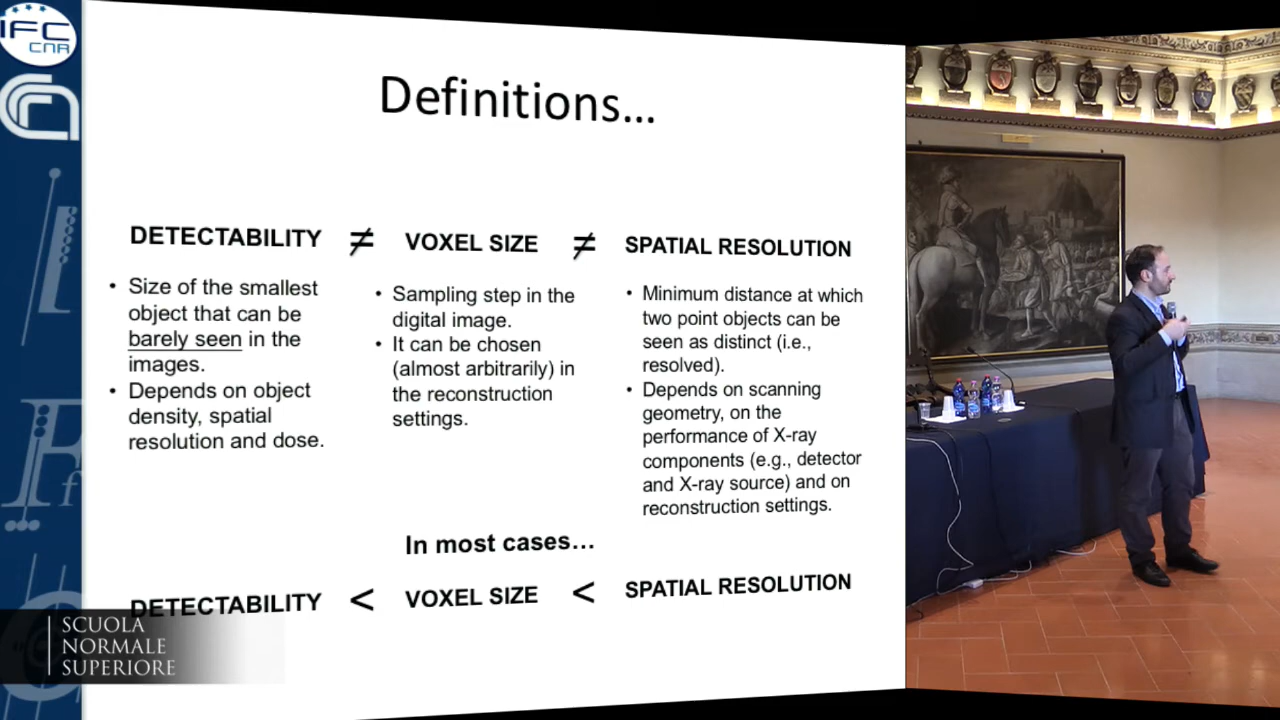 IFC
CNR
Definitions...
DETECTABILITY ≠ VOXEL SIZE ≠ SPATIAL RESOLUTION
• Size of the smallest
object that can be
barely seen in the
images.
• Depends on object
density, spatial
resolution and dose.
• Sampling step in the
digital image.
• It can be chosen
(almost arbitrarily) in
the reconstruction
settings.
• Minimum distance at which
two point objects can be
seen as distinct (i.e.,
resolved).
• Depends on scanning
geometry, on the
performance of X-ray
components (e.g., detector
and X-ray source) and on
reconstruction settings.
In most cases...
DETECTABILITY < VOXEL SIZE < SPATIAL RESOLUTION
SCUOLA
NORMALE
SUPERIORE